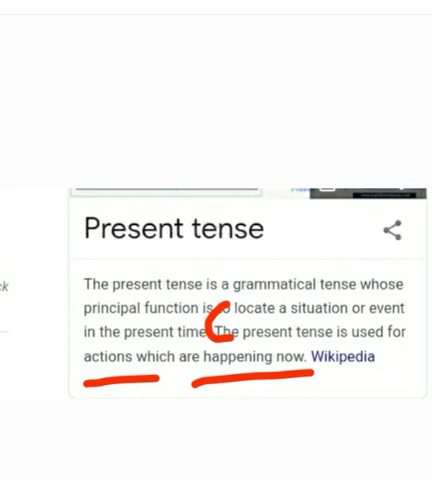 Present tense
The present tense is a grammatical tense whose
principal function is to locate a situation or event
in the present time. The present tense is used for
actions which are happening now. Wikipedia